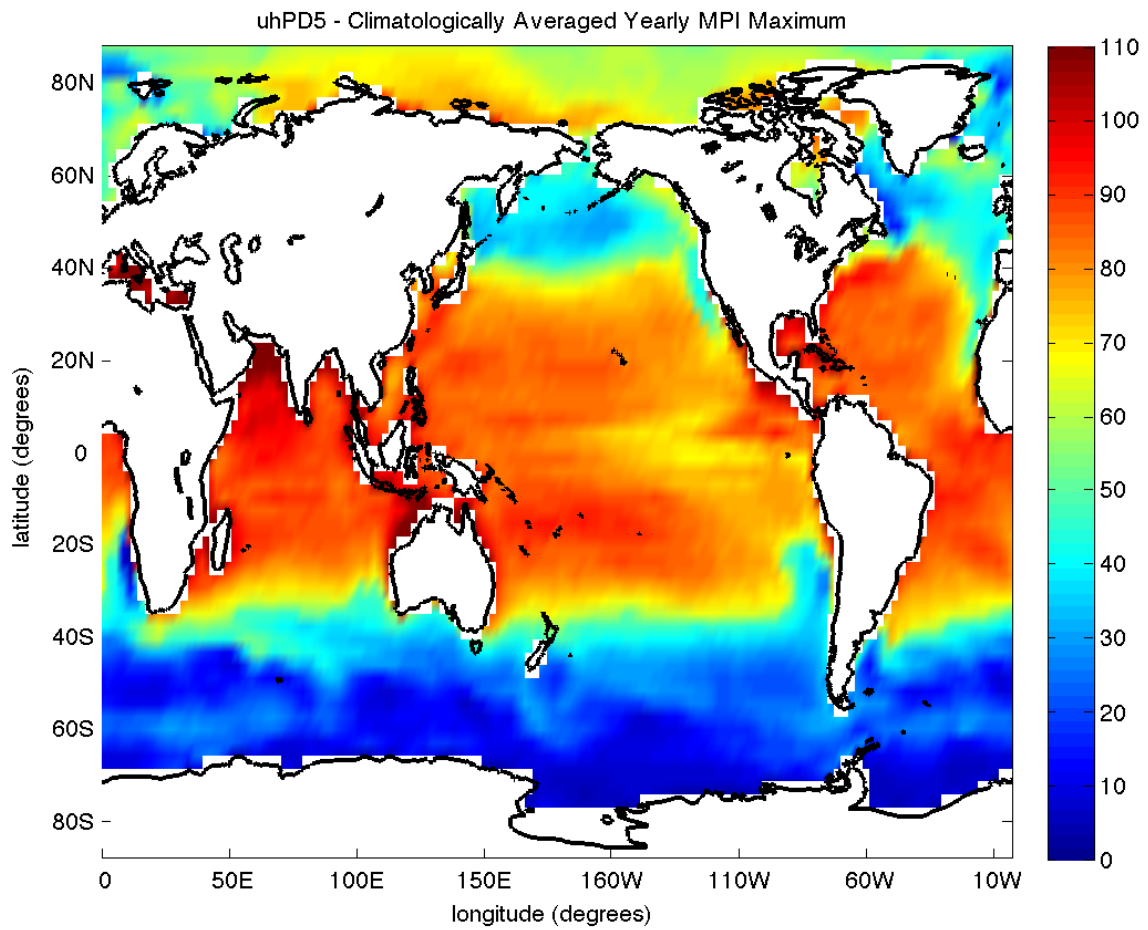 uhPD5 - Climatologically Averaged Yearly MPI Maximum
80N
60N
40N
20N
0
20S
40S
60S
80S
latitude (degrees)
0 50E 100E 150E 160W 110W 60W 10W
longitude (degrees)
110
100
90
80
70
60
50
40
30
20
10
0